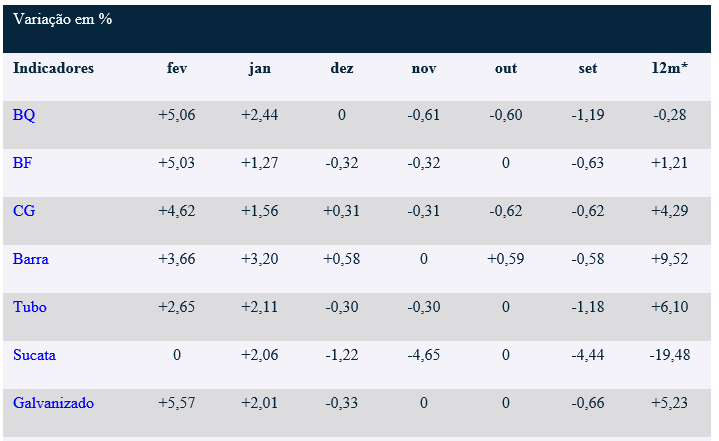 Variação em %
Indicadores fev jan dez nov out set 12m*
BQ +5,06 +2,44 0 -0,61 -0,60 -1,19 -0,28
BF +5,03 +1,27 -0,32 -0,32 0 -0,63 +1,21
CG +4,62 +1,56 +0,31 -0,31 -0,62 -0,62 +4,29
Barra +3,66 +3,20 +0,58 0 +0,59 -0,58 +9,52
Tubo +2,65 +2,11 -0,30 -0,30 0 -1,18 +6,10
Sucata 0 +2,06 -1,22 -4,65 0 -4,44 -19,48
Galvanizado +5,57 +2,01 -0,33 0 0 -0,66 +5,23